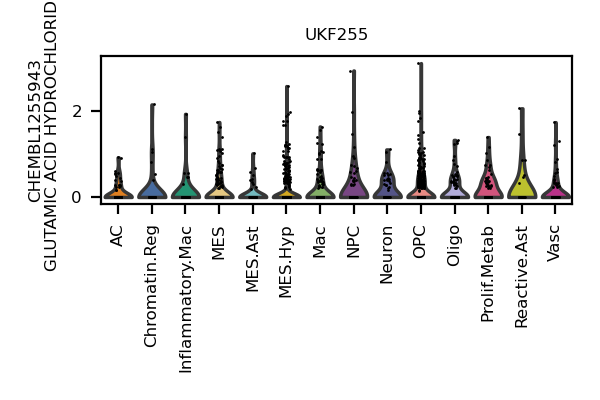 UKF255
CHEMBL1255943
GLUTAMIC ACID HYDROCHLORID
2
0
AC
Chromatin.Reg
Inflammatory.Mac
MES
MES.Ast
MES.Hyp
Mac
NPC
Neuron
OPC
Oligo
Prolif.Metab
Reactive.Ast
Vasc